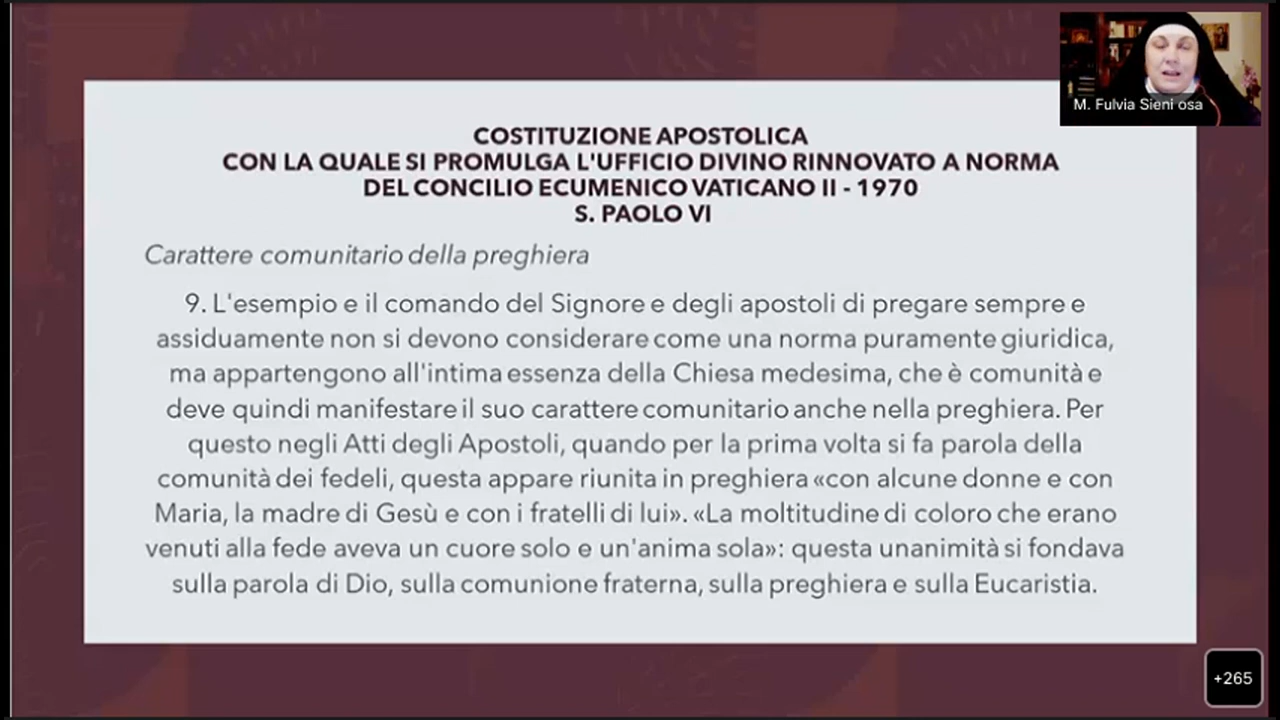 COSTITUZIONE APOSTOLICA
CON LA QUALE SI PROMULGA L'UFFICIO DIVINO RINNOVATO A NORMA
DEL CONCILIO ECUMENICO VATICANO II - 1970
S. PAOLO VI
Carattere comunitario della preghiera
9. L'esempio e il comando del Signore e degli apostoli di pregare sempre e
assiduamente non si devono considerare come una norma puramente giuridica,
ma appartengono all'intima essenza della Chiesa medesima, che è comunità e
deve quindi manifestare il suo carattere comunitario anche nella preghiera. Per
questo negli Atti degli Apostoli, quando per la prima volta si fa parola della
comunità dei fedeli, questa appare riunita in preghiera «con alcune donne e con
Maria, la madre di Gesù e con i fratelli di lui». «La moltitudine di coloro che erano
venuti alla fede aveva un cuore solo e un'anima sola»: questa unanimità si fondava
sulla parola di Dio, sulla comunione fraterna, sulla preghiera e sulla Eucaristia.
M. Fulvia Sieni osa
+265